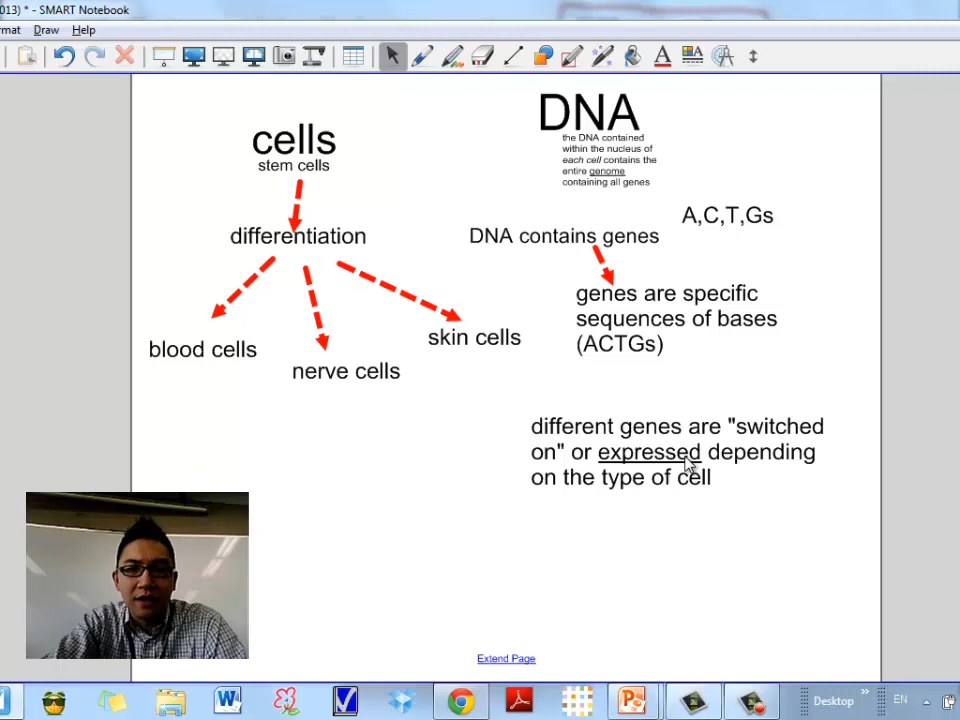 013) * - SMART Notebook
rmat Draw Help
cells
stem cells
differentiation
blood cells
nerve cells
skin cells
DNA
the DNA contained
within the nucleus of
each cell contains the
entire genome
containing all genes
A,C,T,Gs
DNA contains genes
genes are specific
sequences of bases
(ACTGs)
different genes are "switched
on" or expressed depending
on the type of cell
Extend Page
Desktop
EN